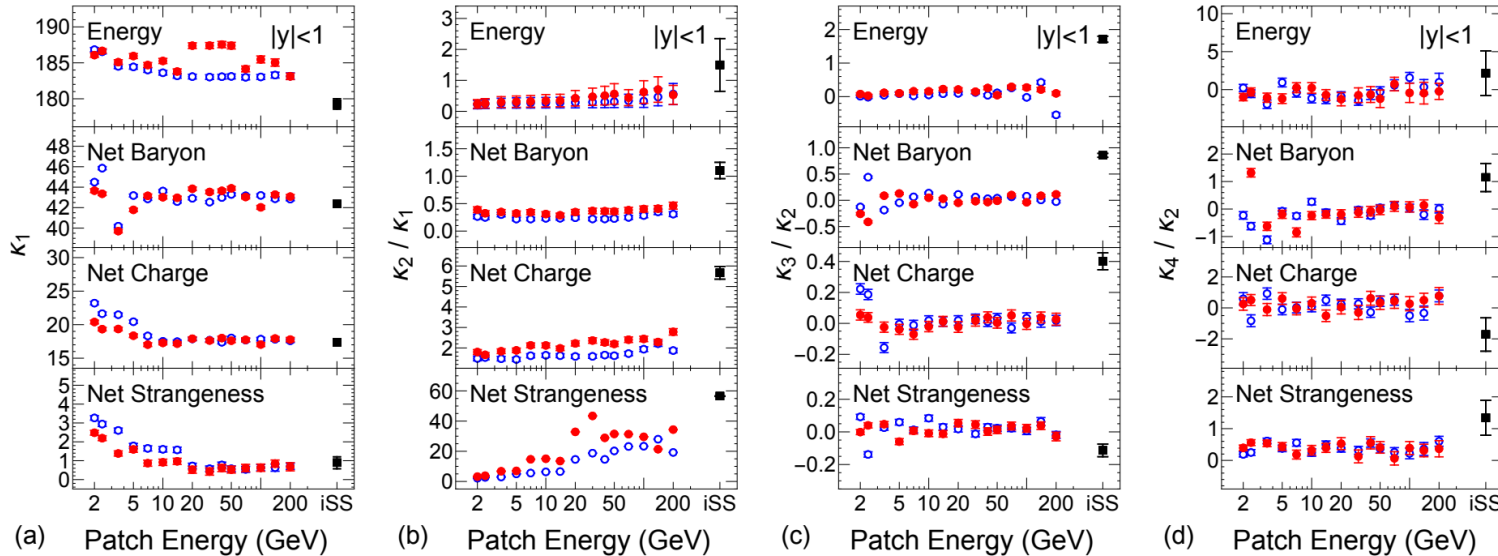 190
185
180
Energy
|y|<1
48
46
44
42
40
Net Baryon
30
25
20
15
Net Charge
5
4
3
2
1
0
Net Strangeness
κ1
2
5
10
20
50
200
iSS
(a)
Patch Energy (GeV)
3
2
1
0
Energy
|y|<1
1.5
1.0
0.5
0.0
Net Baryon
6
5
4
3
2
1
Net Charge
60
40
20
0
Net Strangeness
κ2 / κ1
2
5
10
20
50
200
iSS
(b)
Patch Energy (GeV)
2
1
0
Energy
|y|<1
1.0
0.5
0.0
−0.5
Net Baryon
0.4
0.2
0.0
−0.2
Net Charge
0.2
0.0
−0.2
Net Strangeness
κ3 / κ2
2
5
10
20
50
200
iSS
(c)
Patch Energy (GeV)
10
5
0
Energy
|y|<1
2
1
0
−1
Net Baryon
2
0
−2
−4
Net Charge
2
1
0
Net Strangeness
κ4 / κ2
2
5
10
20
50
200
iSS
(d)
Patch Energy (GeV)